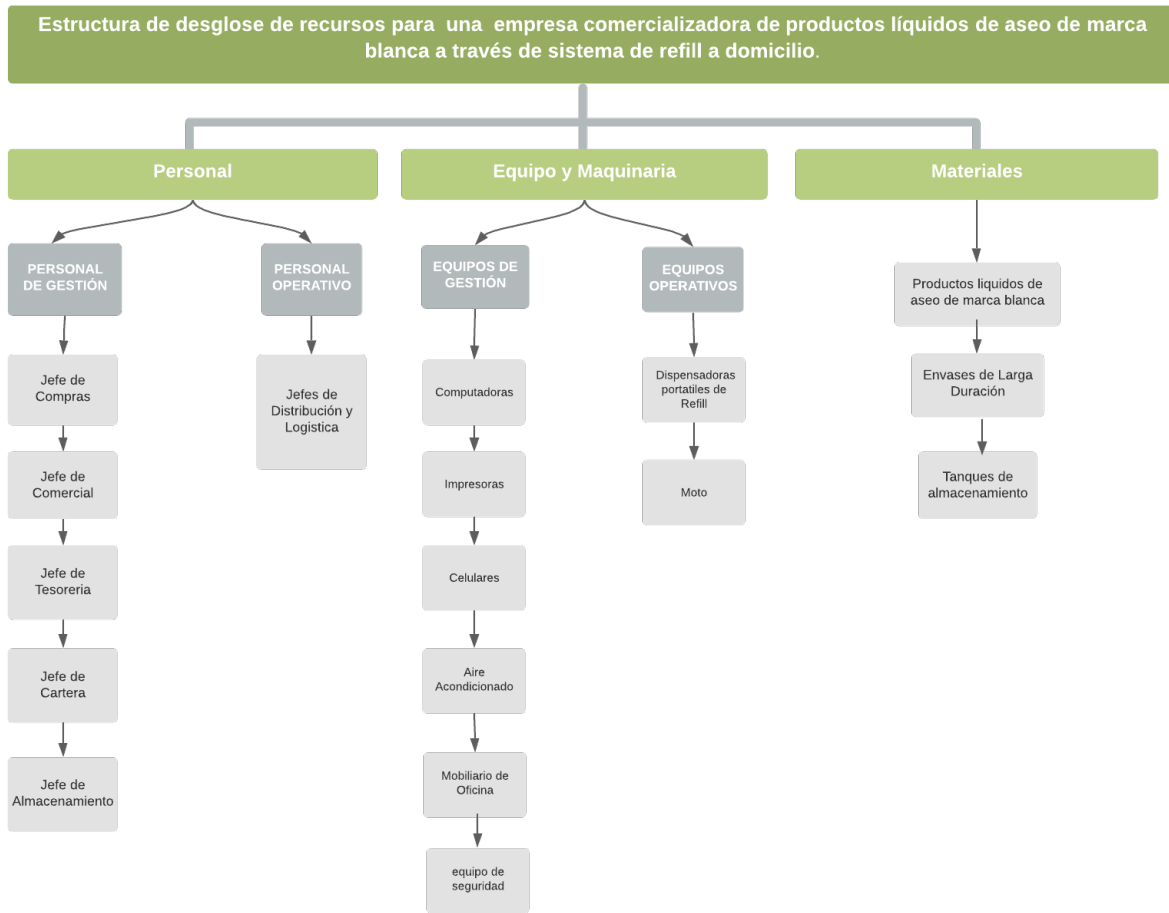 Estructura de desglose de recursos para una empresa comercializadora de productos líquidos de aseo de marca
blanca a través de sistema de refill a domicilio.
Personal
Equipo y Maquinaria
Materiales
PERSONAL
DE GESTIÓN
PERSONAL
OPERATIVO
EQUIPOS DE
GESTIÓN
EQUIPOS
OPERATIVOS
Productos liquidos de
aseo de marca blanca
Jefe de
Compras
Jefes de
Distribución y
Logistica
Computadoras
Dispensadoras
portatiles de
Refill
Envases de Larga
Duración
Jefe de
Comercial
Impresoras
Moto
Tanques de
almacenamiento
Jefe de
Tesoreria
Celulares
Jefe de
Cartera
Aire
Acondicionado
Jefe de
Almacenamiento
Mobiliario de
Oficina
equipo de
seguridad